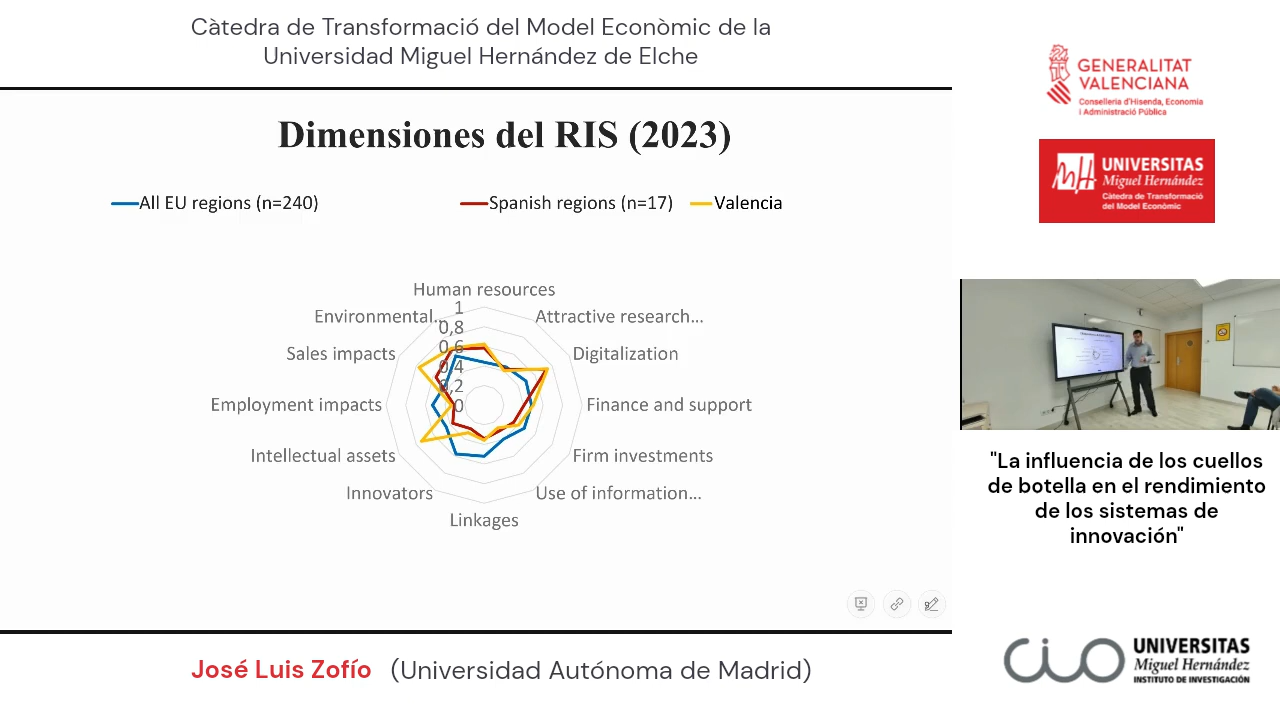 Càtedra de Transformació del Model Econòmic de la
Universidad Miguel Hernández de Elche
Dimensiones del RIS (2023)
All EU regions (n=240)
Spanish regions (n=17)
Valencia
Human resources
Attractive research...
Digitalization
Finance and support
Firm investments
Use of information...
Linkages
Innovators
Intellectual assets
Employment impacts
Sales impacts
Environmental...
1
0,8
0,6
0,4
0,2
0
José Luis Zofío (Universidad Autónoma de Madrid)
GENERALITAT
VALENCIANA
Conselleria d'Hisenda, Economia
i Administració Pública
UNIVERSITAS
Miguel Hernández
Càtedra de Transformació
del Model Econòmic
"La influencia de los cuellos
de botella en el rendimiento
de los sistemas de
innovación"
CIO
UNIVERSITAS
Miguel Hernández
INSTITUTO DE INVESTIGACIÓN